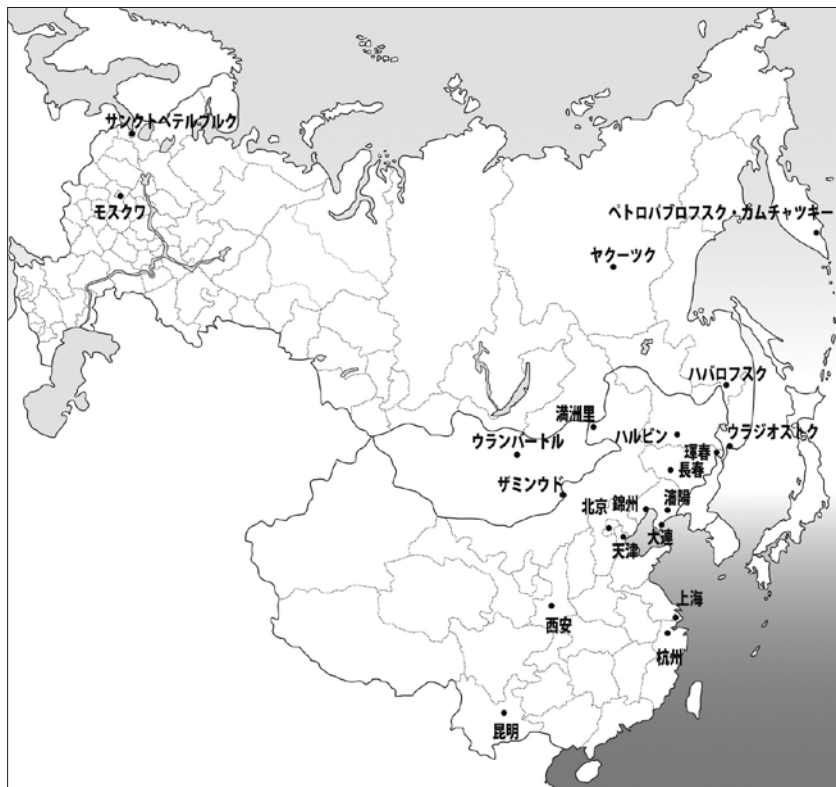 サンクトペテルブルク
モスクワ
ペトロパブロフスク・カムチャツキー
ヤクーツク
ハバロフスク
満洲里
ハルビン
ウラジオストク
ウランバートル
琿春
長春
ザミンウド
北京
錦州
瀋陽
天津
大連
上海
西安
杭州
昆明